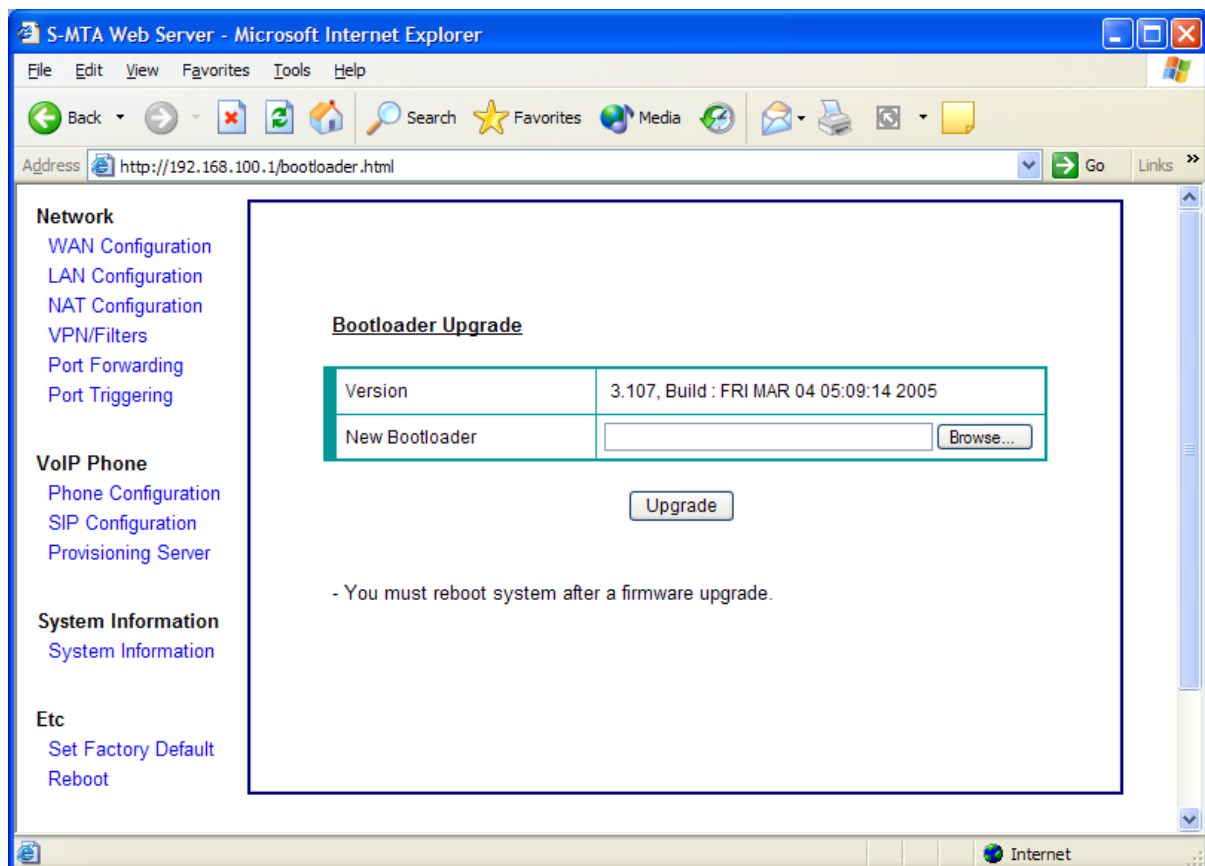 S-MTA Web Server - Microsoft Internet Explorer
File Edit View Favorites Tools Help
Back Search Favorites Media
Address http://192.168.100.1/bootloader.html Go Links »
Network
WAN Configuration
LAN Configuration
NAT Configuration
VPN/Filters
Port Forwarding
Port Triggering
VoIP Phone
Phone Configuration
SIP Configuration
Provisioning Server
System Information
System Information
Etc
Set Factory Default
Reboot
Bootloader Upgrade
Version 3.107, Build : FRI MAR 04 05:09:14 2005
New Bootloader Browse...
Upgrade
- You must reboot system after a firmware upgrade.
Internet